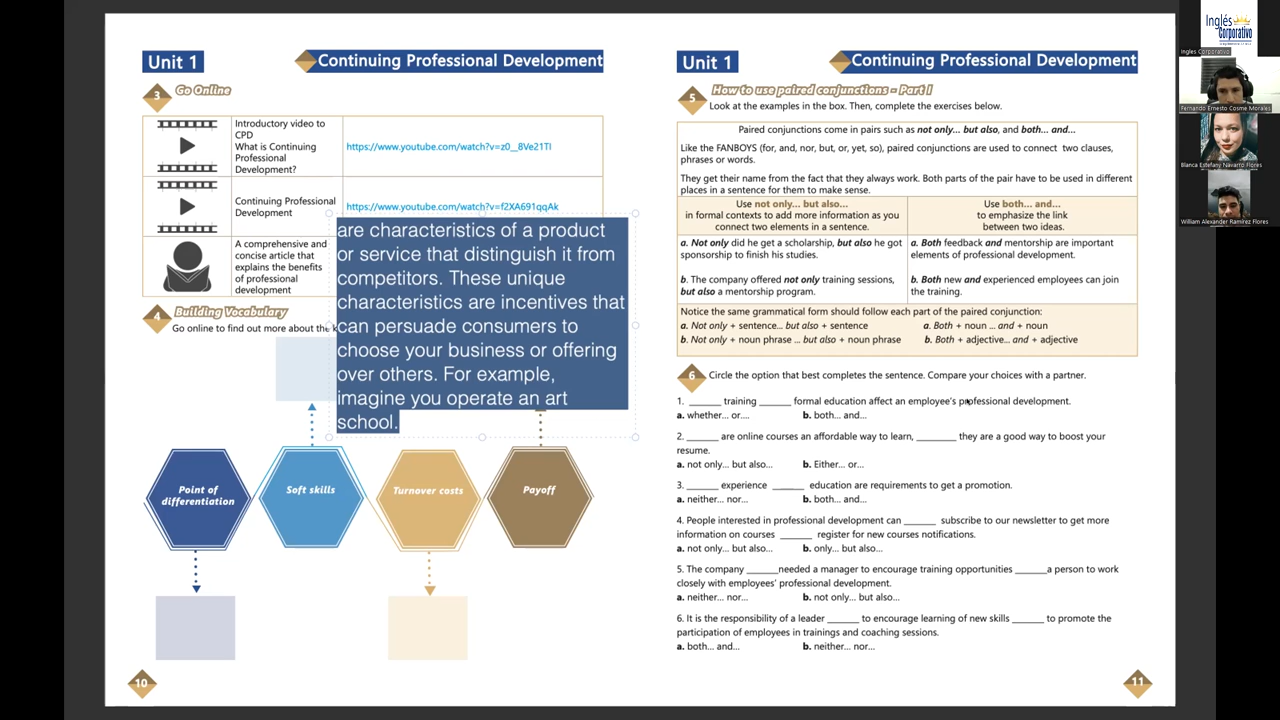 Unit 1
Continuing Professional Development
3
Go Online
Introductory video to
CPD
What is Continuing
Professional
Development?
https://www.youtube.com/watch?v=z0__8Ve21TI
Continuing Professional
Development
https://www.youtube.com/watch?v=f2XA691qqAk
A comprehensive and
concise article that
explains the benefits
of professional
development
4
Building Vocabulary
Go online to find out more about the k
are characteristics of a product
or service that distinguish it from
competitors. These unique
characteristics are incentives that
can persuade consumers to
choose your business or offering
over others. For example,
imagine you operate an art
school.
Point of
differentiation
Soft skills
Turnover costs
Payoff
10
Unit 1
Continuing Professional Development
5
How to use paired conjunctions - Part I
Look at the examples in the box. Then, complete the exercises below.
Paired conjunctions come in pairs such as not only... but also, and both... and...
Like the FANBOYS (for, and, nor, but, or, yet, so), paired conjunctions are used to connect two clauses,
phrases or words.
They get their name from the fact that they always work. Both parts of the pair have to be used in different
places in a sentence for them to make sense.
Use not only... but also...
in formal contexts to add more information as you
connect two elements in a sentence.
Use both... and...
to emphasize the link
between two ideas.
a. Not only did he get a scholarship, but also he got
sponsorship to finish his studies.
b. The company offered not only training sessions,
but also a mentorship program.
a. Both feedback and mentorship are important
elements of professional development.
b. Both new and experienced employees can join
the training.
Notice the same grammatical form should follow each part of the paired conjunction:
a. Not only + sentence... but also + sentence
a. Both + noun ... and + noun
b. Not only + noun phrase ... but also + noun phrase
b. Both + adjective... and + adjective
6
Circle the option that best completes the sentence. Compare your choices with a partner.
1. _______ training _______ formal education affect an employee's professional development.
a. whether... or....
b. both... and...
2. _______ are online courses an affordable way to learn, _________ they are a good way to boost your
resume.
a. not only... but also...
b. Either... or...
3. _______ experience _______ education are requirements to get a promotion.
a. neither... nor...
b. both... and...
4. People interested in professional development can _______ subscribe to our newsletter to get more
information on courses _______ register for new courses notifications.
a. not only... but also...
b. only... but also...
5. The company _______needed a manager to encourage training opportunities _______a person to work
closely with employees' professional development.
a. neither... nor...
b. not only... but also...
6. It is the responsibility of a leader _______ to encourage learning of new skills _______ to promote the
participation of employees in trainings and coaching sessions.
a. both... and...
b. neither... nor...
11
Inglés
Corporativo
Ingles Corporativo
Fernando Ernesto Cosme Morales
Blanca Estefany Navarro Flores
William Alexander Ramirez Flores